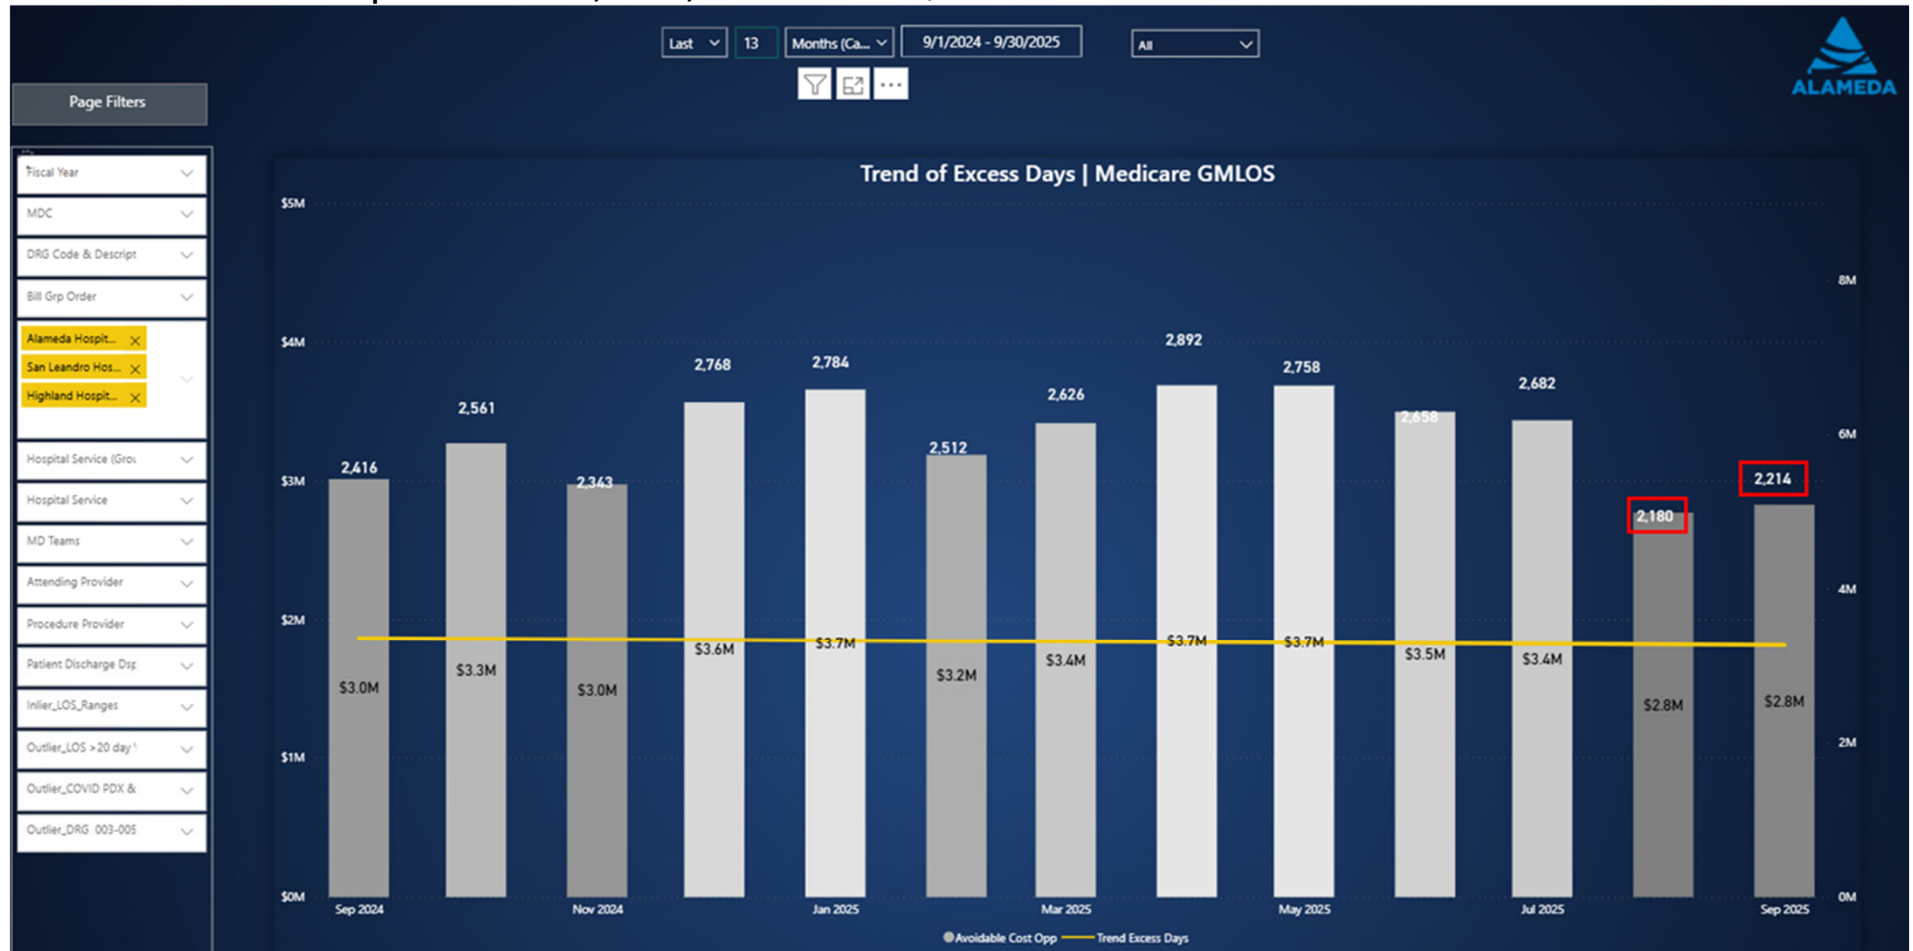 Last 13 Months (Ca... 9/1/2024 - 9/30/2025 All
ALAMEDA
Page Filters
Fiscal Year
MDC
DRG Code & Descript
Bill Grp Order
Alameda Hospit...
San Leandro Hos...
Highland Hospit...
Hospital Service (Grou
Hospital Service
MD Teams
Attending Provider
Procedure Provider
Patient Discharge Dsp
Inlier_LOS_Ranges
Outlier_LOS >20 day
Outlier_COVID PDX &
Outlier_DRG 003-005
Trend of Excess Days | Medicare GMLOS
$5M
$4M
$3M
$2M
$1M
$0M
8M
6M
4M
2M
0M
2,416
2,561
2,343
2,768
2,784
2,512
2,626
2,892
2,758
2,658
2,682
2,180
2,214
$3.0M
$3.3M
$3.0M
$3.6M
$3.7M
$3.2M
$3.4M
$3.7M
$3.7M
$3.5M
$3.4M
$2.8M
$2.8M
Sep 2024 Nov 2024 Jan 2025 Mar 2025 May 2025 Jul 2025 Sep 2025
Avoidable Cost Opp Trend Excess Days